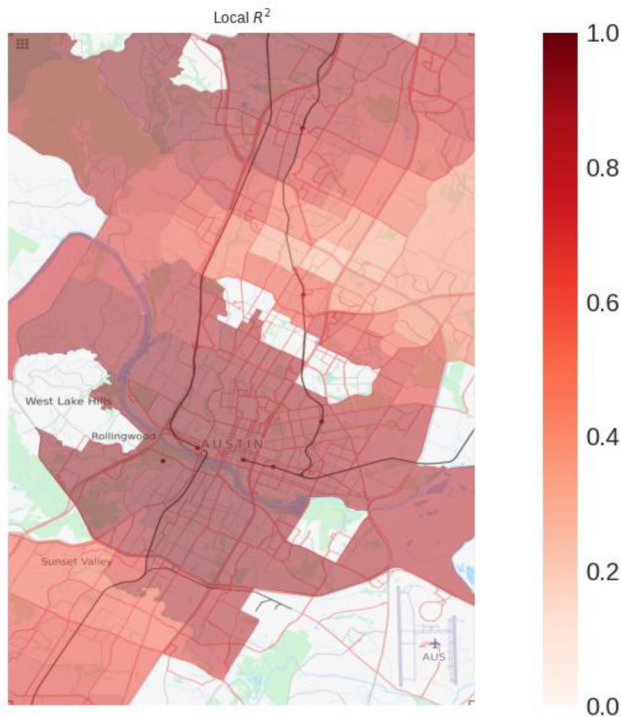 Local R²
1.0
0.8
0.6
0.4
0.2
0.0
West Lake Hills
Rollingwood
AUSTIN
Sunset Valley
AUS